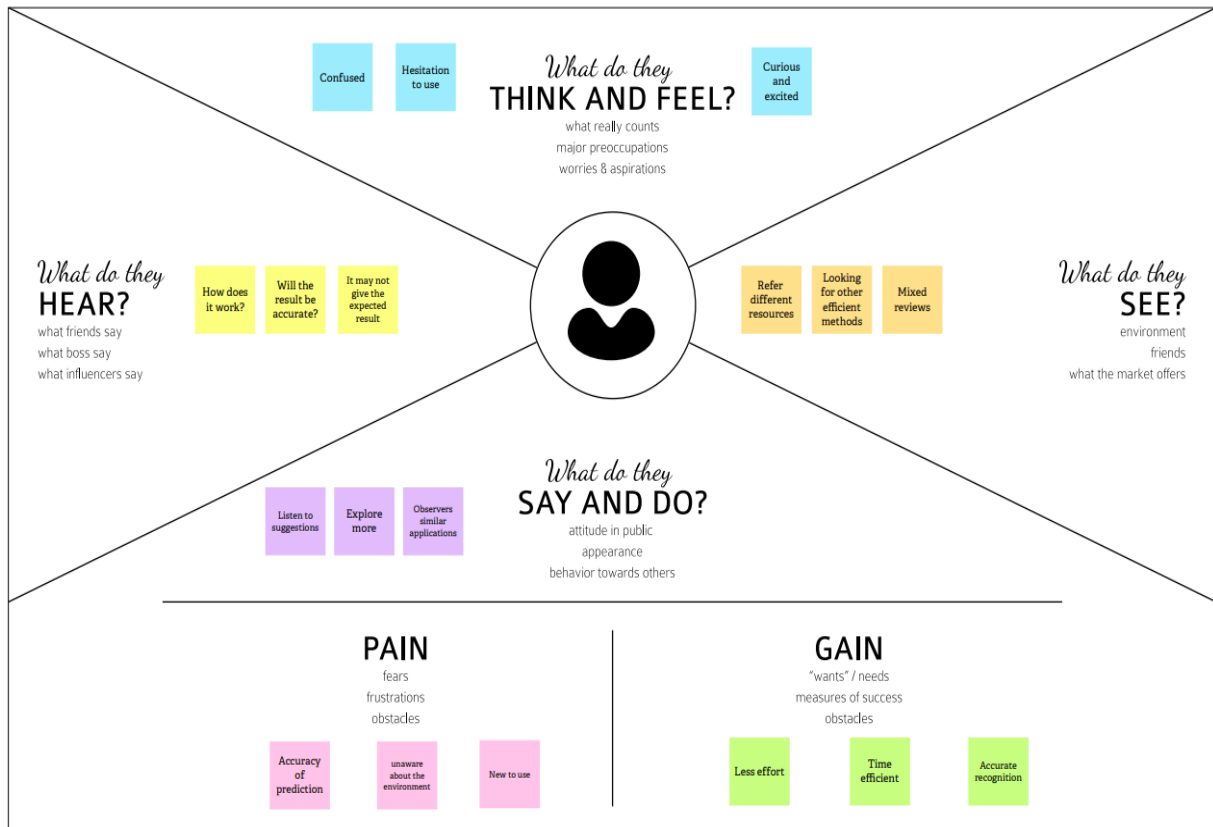 Confused
Hesitation
to use
What do they
THINK AND FEEL?
what really counts
major preoccupations
worries & aspirations
Curious
and
excited
What do they
HEAR?
what friends say
what boss say
what influencers say
How does
it work?
Will the
result be
accurate?
It may not
give the
expected
result
Refer
different
resources
Looking
for other
efficient
methods
Mixed
reviews
What do they
SEE?
environment
friends
what the market offers
Listen to
suggestions
Explore
more
Observers
similar
applications
What do they
SAY AND DO?
attitude in public
appearance
behavior towards others
PAIN
fears
frustrations
obstacles
Accuracy
of
prediction
unaware
about the
environment
New to use
GAIN
"wants" / needs
measures of success
obstacles
Less effort
Time
efficient
Accurate
recognition